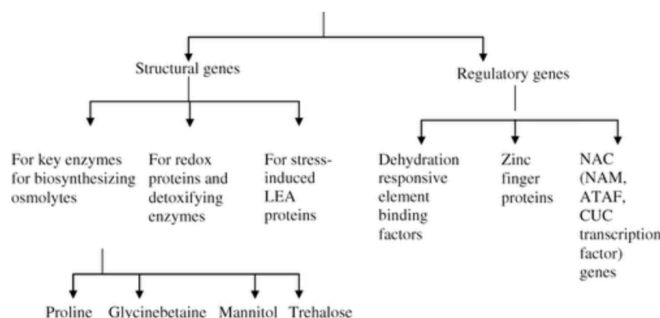 Structural genes
Regulatory genes
For key enzymes
for biosynthesizing
osmolytes
For redox
proteins and
detoxifying
enzymes
For stress-
induced
LEA
proteins
Dehydration
responsive
element
binding
factors
Zinc
finger
proteins
NAC
(NAM,
ATAF,
CUC
transcription
factor)
genes
Proline
Glycinebetaine
Mannitol
Trehalose